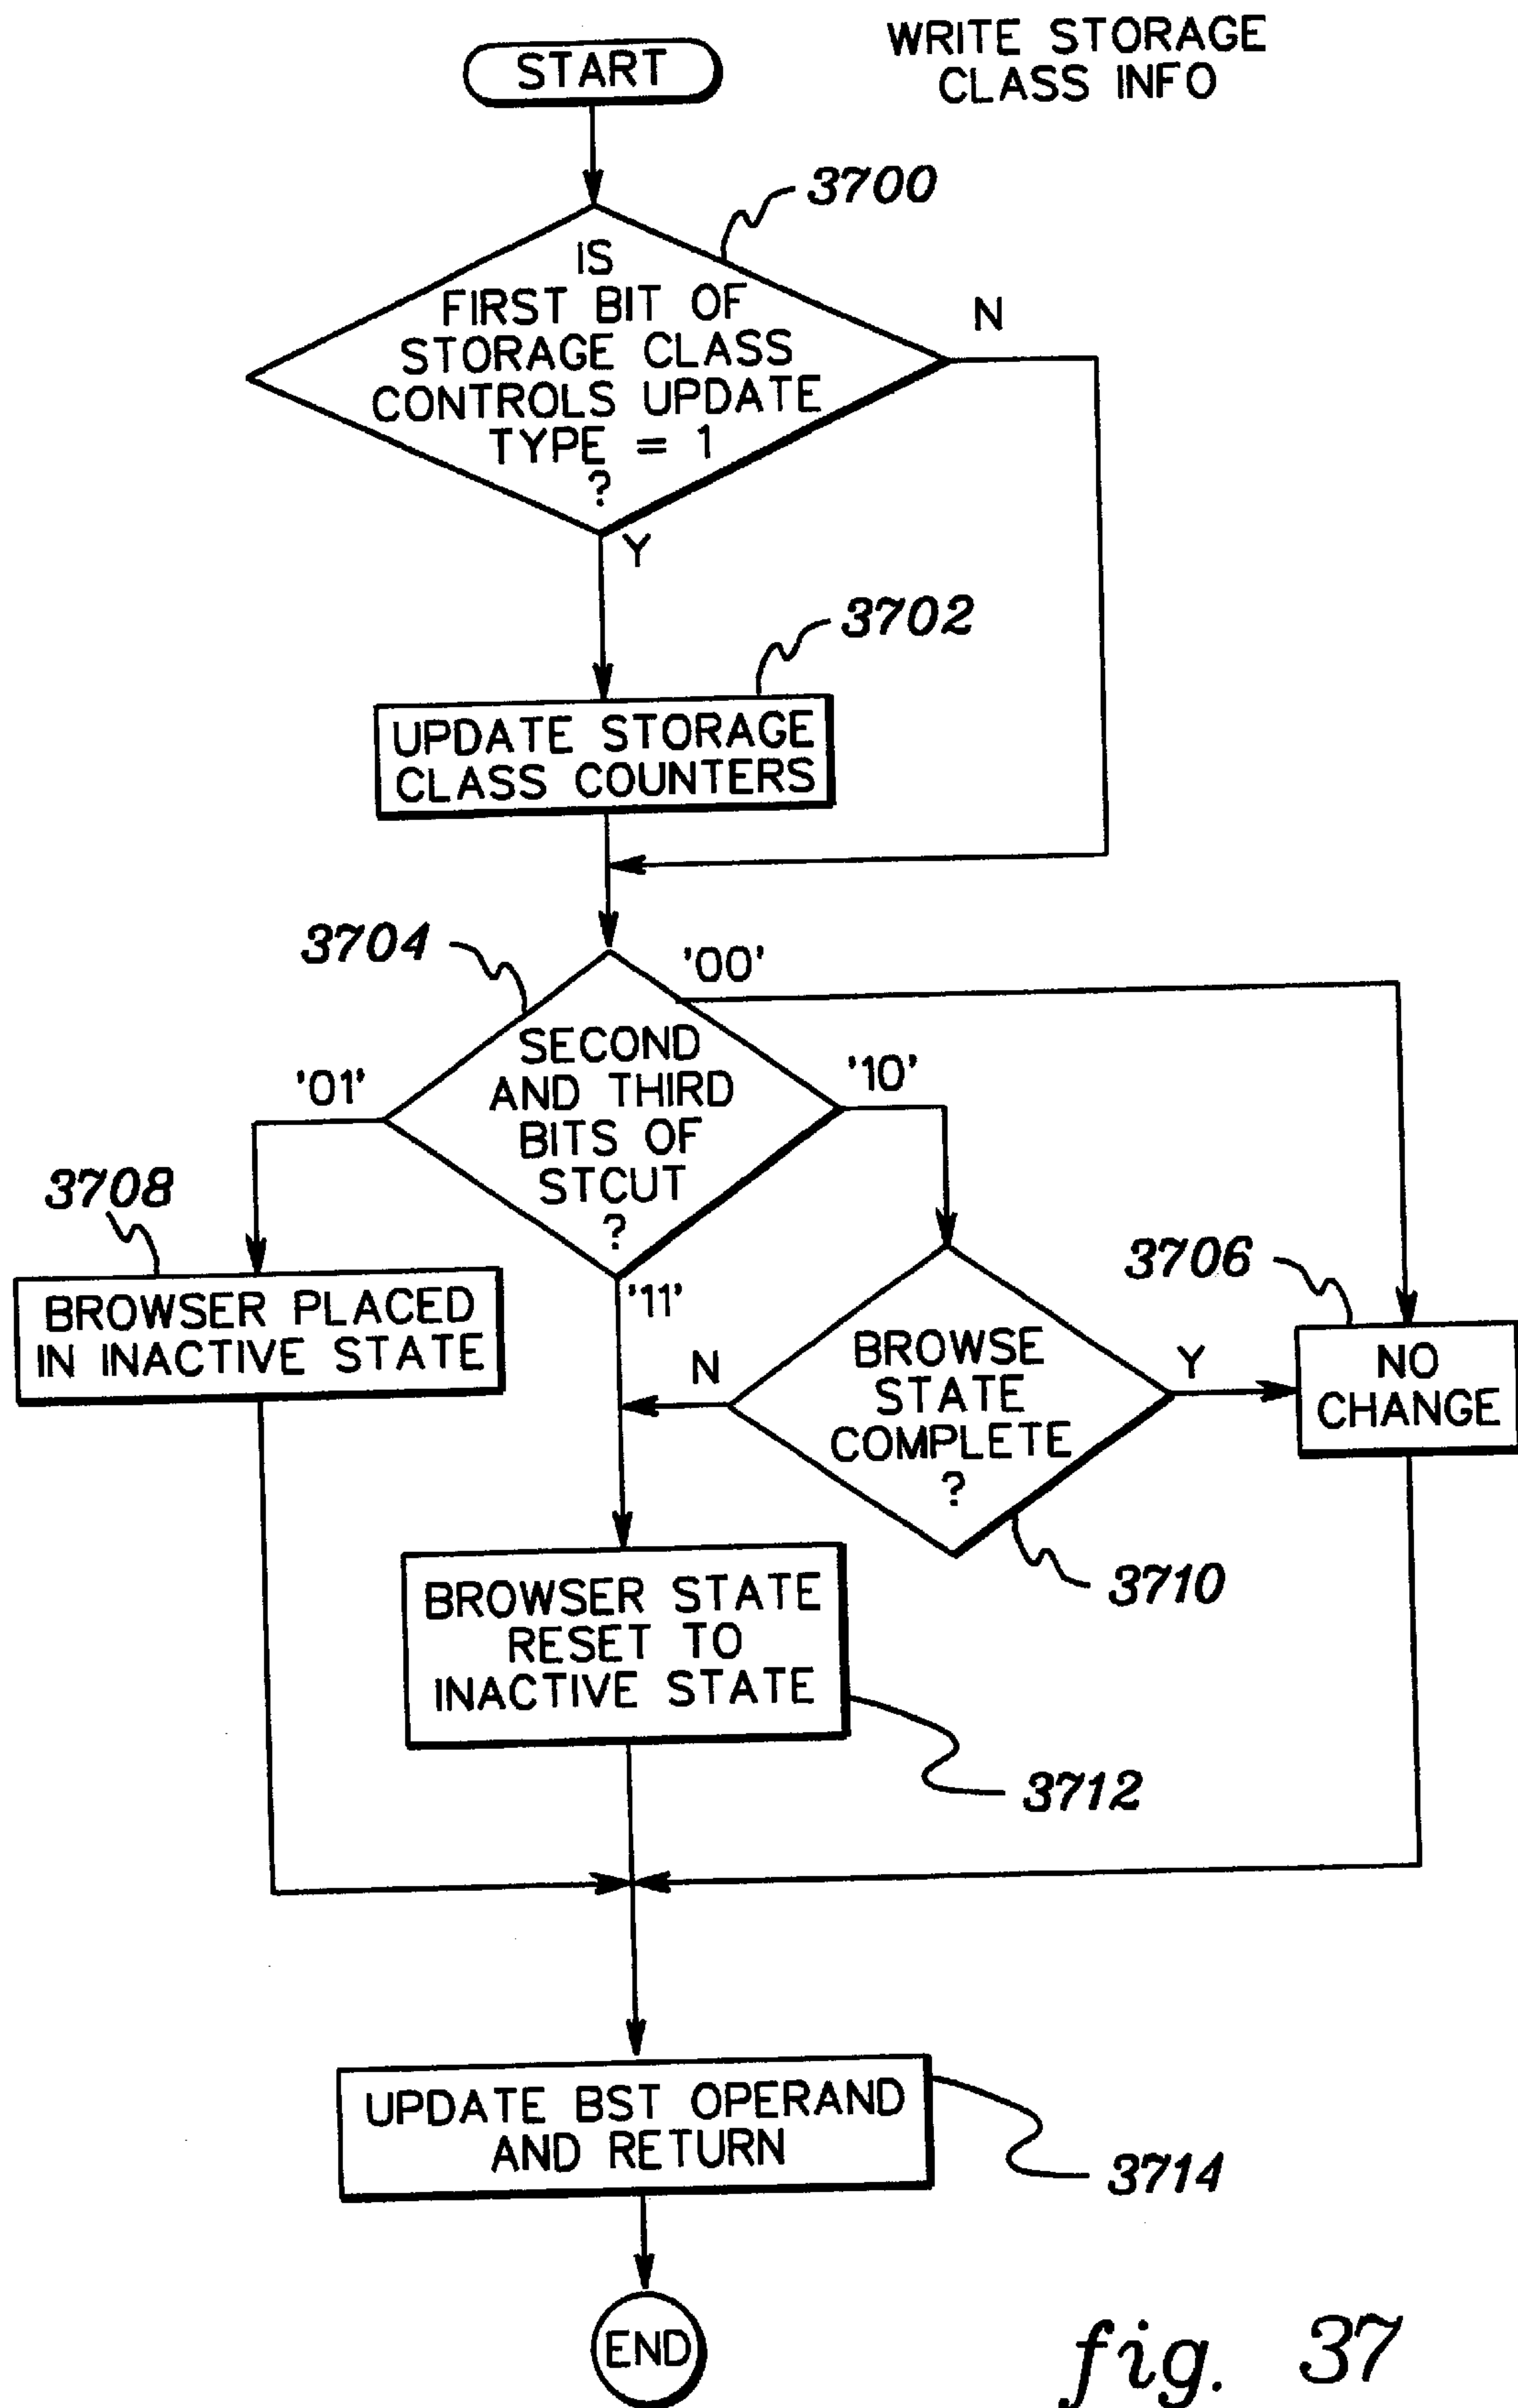 WRITE STORAGE
CLASS INFO
START
3700
IS
FIRST BIT OF
STORAGE CLASS
CONTROLS UPDATE
TYPE = 1
?
N
Y
3702
UPDATE STORAGE
CLASS COUNTERS
3704
'00'
SECOND
AND THIRD
BITS OF
STCUT
?
'01'
'10'
'11'
3708
BROWSER PLACED
IN INACTIVE STATE
3706
NO
CHANGE
N
BROWSE
STATE
COMPLETE
?
Y
3710
BROWSER STATE
RESET TO
INACTIVE STATE
3712
UPDATE BST OPERAND
AND RETURN
3714
END
fig. 37